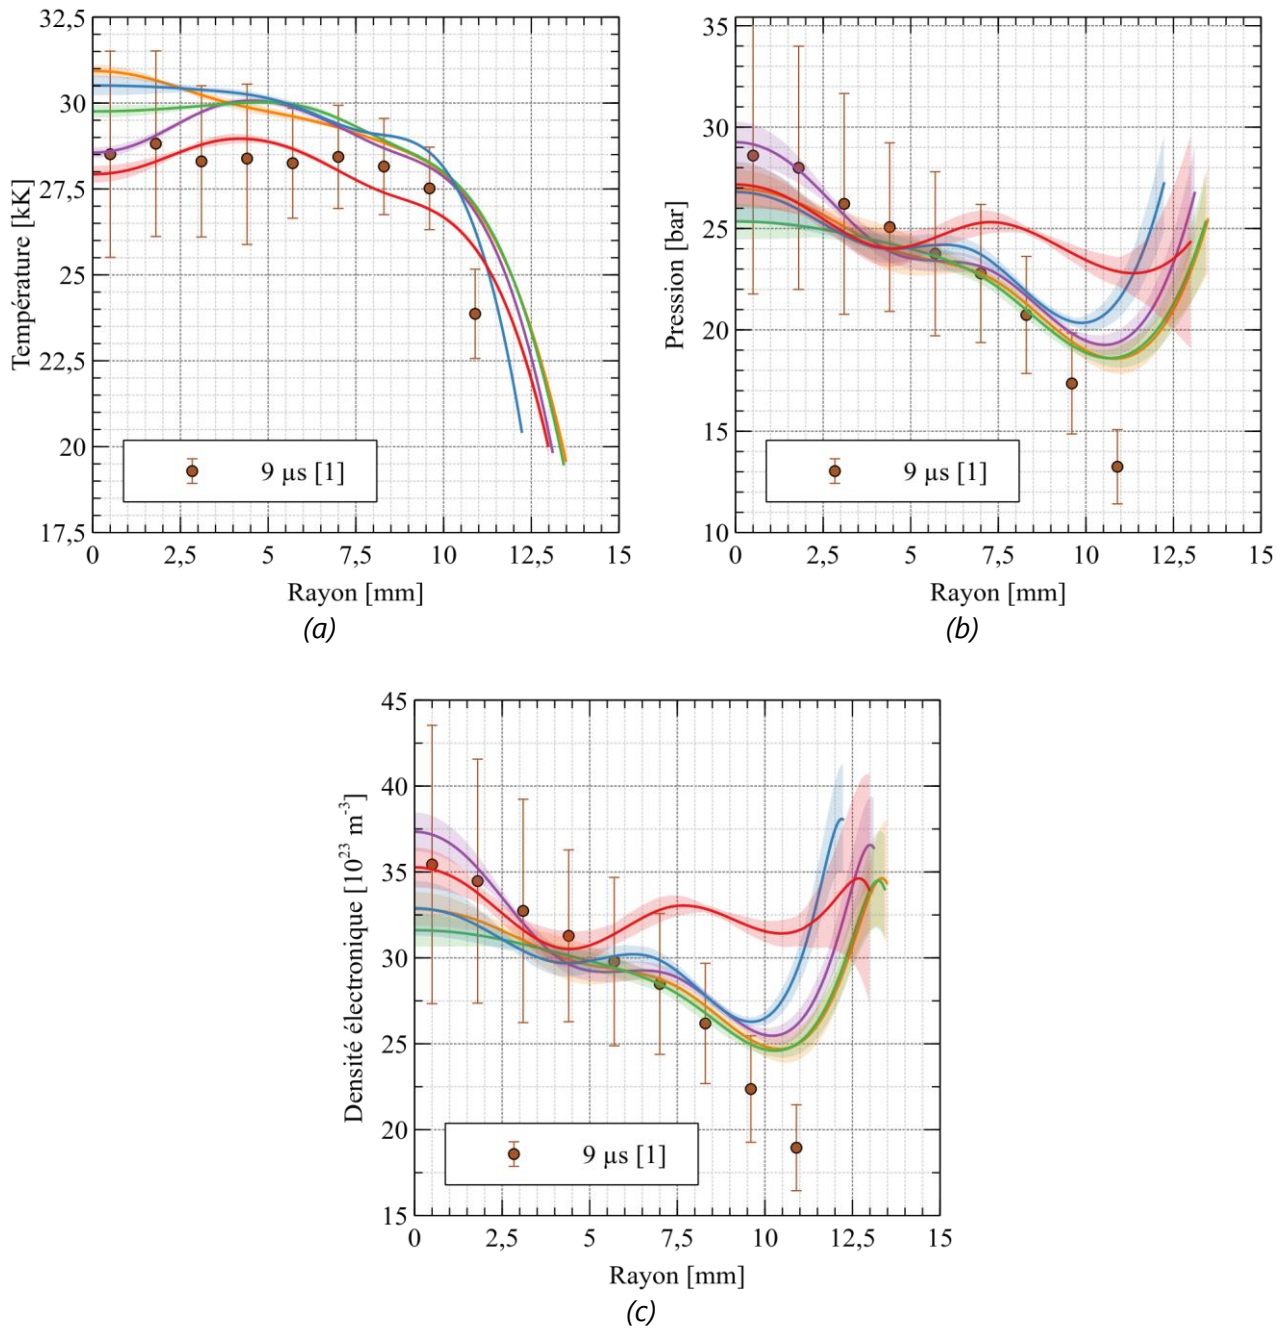 32,5
30
27,5
25
22,5
20
17,5
0 2,5 5 7,5 10 12,5 15
Température [kK]
Rayon [mm]
9 µs [1]
(a)
35
30
25
20
15
10
0 2,5 5 7,5 10 12,5 15
Pression [bar]
Rayon [mm]
9 µs [1]
(b)
45
40
35
30
25
20
15
0 2,5 5 7,5 10 12,5 15
Densité électronique [10²³ m⁻³]
Rayon [mm]
9 µs [1]
(c)